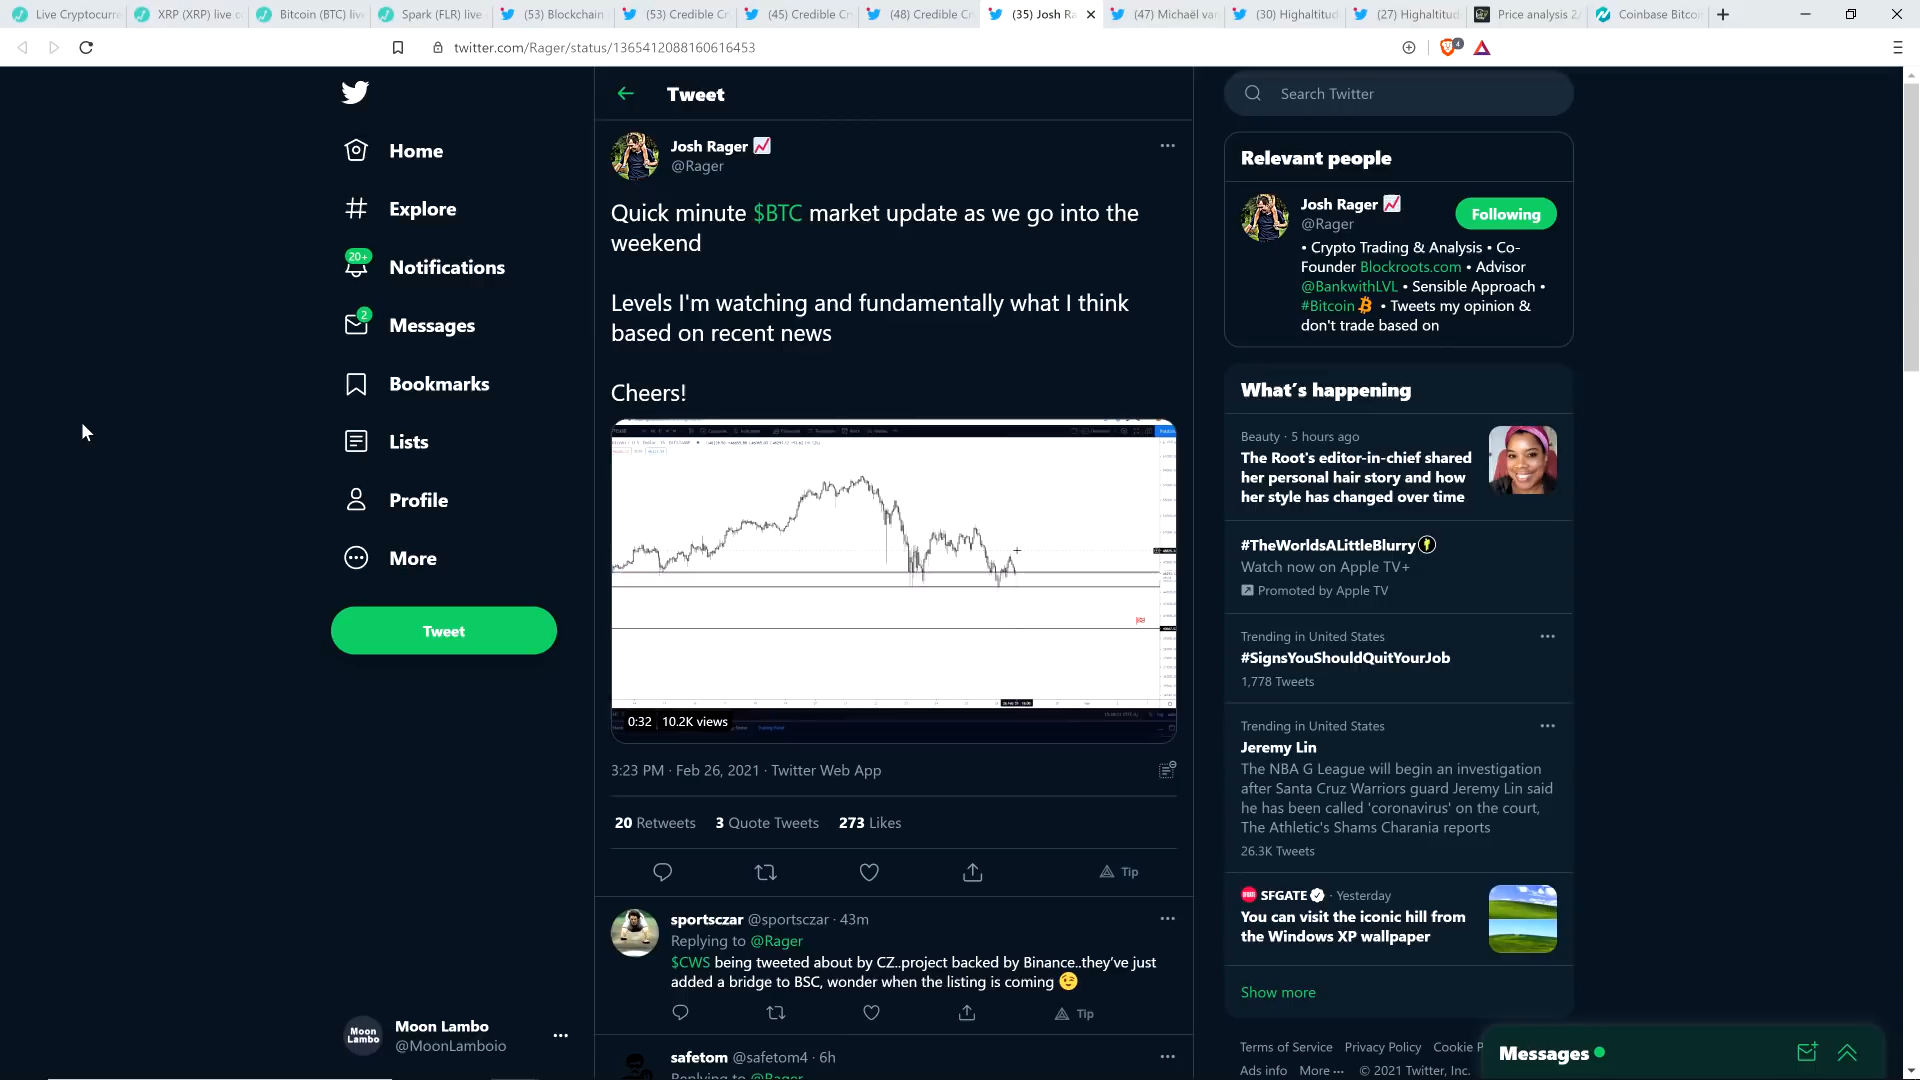 Live Cryptocurre
XRP (XRP) live c
Bitcoin (BTC) liv
Spark (FLR) live
(53) Blockchain
(53) Credible Cr
(45) Credible Cr
(48) Credible Cr
(35) Josh Ra
(47) Michaël van
(30) Highaltitud
(27) Highaltitud
Price analysis 2/
Coinbase Bitcoi
twitter.com/Rager/status/1365412088160616453
4
Home
Explore
20+
Notifications
2
Messages
Bookmarks
Lists
Profile
More
Tweet
Moon Lambo
Moon Lambo
@MoonLamboio
Tweet
Josh Rager
@Rager
Quick minute $BTC market update as we go into the
weekend
Levels I'm watching and fundamentally what I think
based on recent news
Cheers!
0:32 10.2K views
3:23 PM · Feb 26, 2021 · Twitter Web App
20 Retweets 3 Quote Tweets 273 Likes
Tip
sportsczar @sportsczar · 43m
Replying to @Rager
$CWS being tweeted about by CZ..project backed by Binance..they've just
added a bridge to BSC, wonder when the listing is coming
Tip
safetom @safetom4 · 6h
Replying to @Rager
Search Twitter
Relevant people
Josh Rager
@Rager
Following
• Crypto Trading & Analysis • Co-
Founder Blockroots.com • Advisor
@BankwithLVL • Sensible Approach •
#Bitcoin • Tweets my opinion &
don't trade based on
What's happening
Beauty · 5 hours ago
The Root's editor-in-chief shared
her personal hair story and how
her style has changed over time
#TheWorldsALittleBlurry
Watch now on Apple TV+
Promoted by Apple TV
Trending in United States
#SignsYouShouldQuitYourJob
1,778 Tweets
Trending in United States
Jeremy Lin
The NBA G League will begin an investigation
after Santa Cruz Warriors guard Jeremy Lin said
he has been called 'coronavirus' on the court,
The Athletic's Shams Charania reports
26.3K Tweets
SFGATE · Yesterday
You can visit the iconic hill from
the Windows XP wallpaper
Show more
Terms of Service Privacy Policy Cookie P
Ads info More ··· © 2021 Twitter, Inc.
Messages